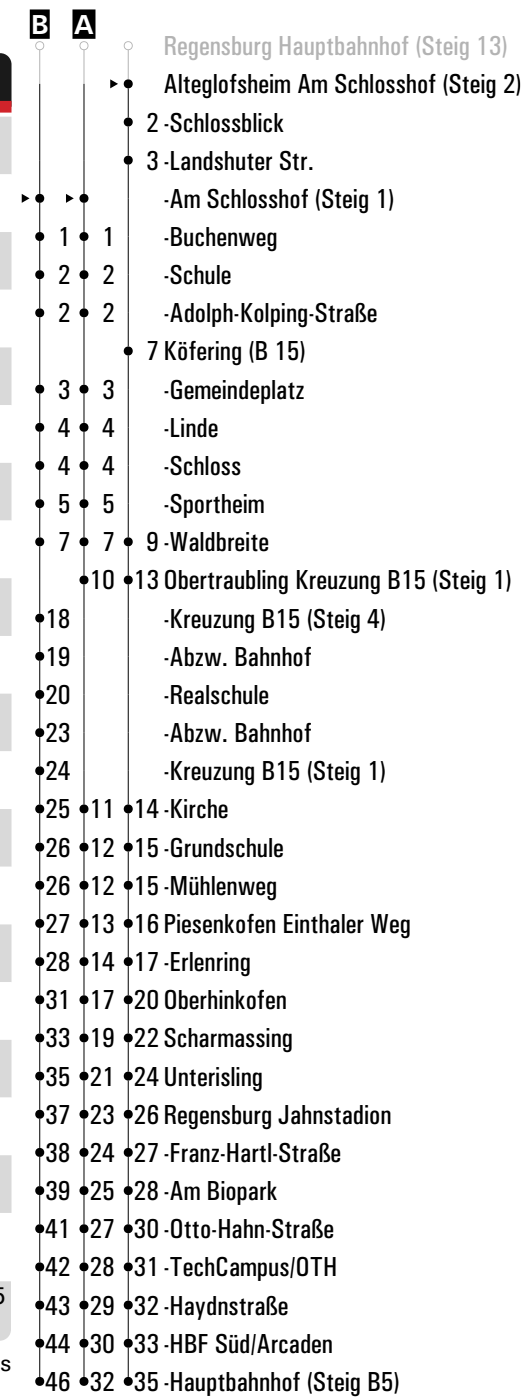 B A
Regensburg Hauptbahnhof (Steig 13)
Alteglofsheim Am Schlosshof (Steig 2)
2 -Schlossblick
3 -Landshuter Str.
-Am Schlosshof (Steig 1)
1 1 -Buchenweg
2 2 -Schule
2 2 -Adolph-Kolping-Straße
7 Köfering (B 15)
3 3 -Gemeindeplatz
4 4 -Linde
4 4 -Schloss
5 5 -Sportheim
7 7 9 -Waldbreite
10 13 Obertraubling Kreuzung B15 (Steig 1)
18 -Kreuzung B15 (Steig 4)
19 -Abzw. Bahnhof
20 -Realschule
23 -Abzw. Bahnhof
24 -Kreuzung B15 (Steig 1)
25 11 14 -Kirche
26 12 15 -Grundschule
26 12 15 -Mühlenweg
27 13 16 Piesenkofen Einthaler Weg
28 14 17 -Erlenring
31 17 20 Oberhinkofen
33 19 22 Scharmassing
35 21 24 Unterisling
37 23 26 Regensburg Jahnstadion
38 24 27 -Franz-Hartl-Straße
39 25 28 -Am Biopark
41 27 30 -Otto-Hahn-Straße
42 28 31 -TechCampus/OTH
43 29 32 -Haydnstraße
44 30 33 -HBF Süd/Arcaden
46 32 35 -Hauptbahnhof (Steig B5)